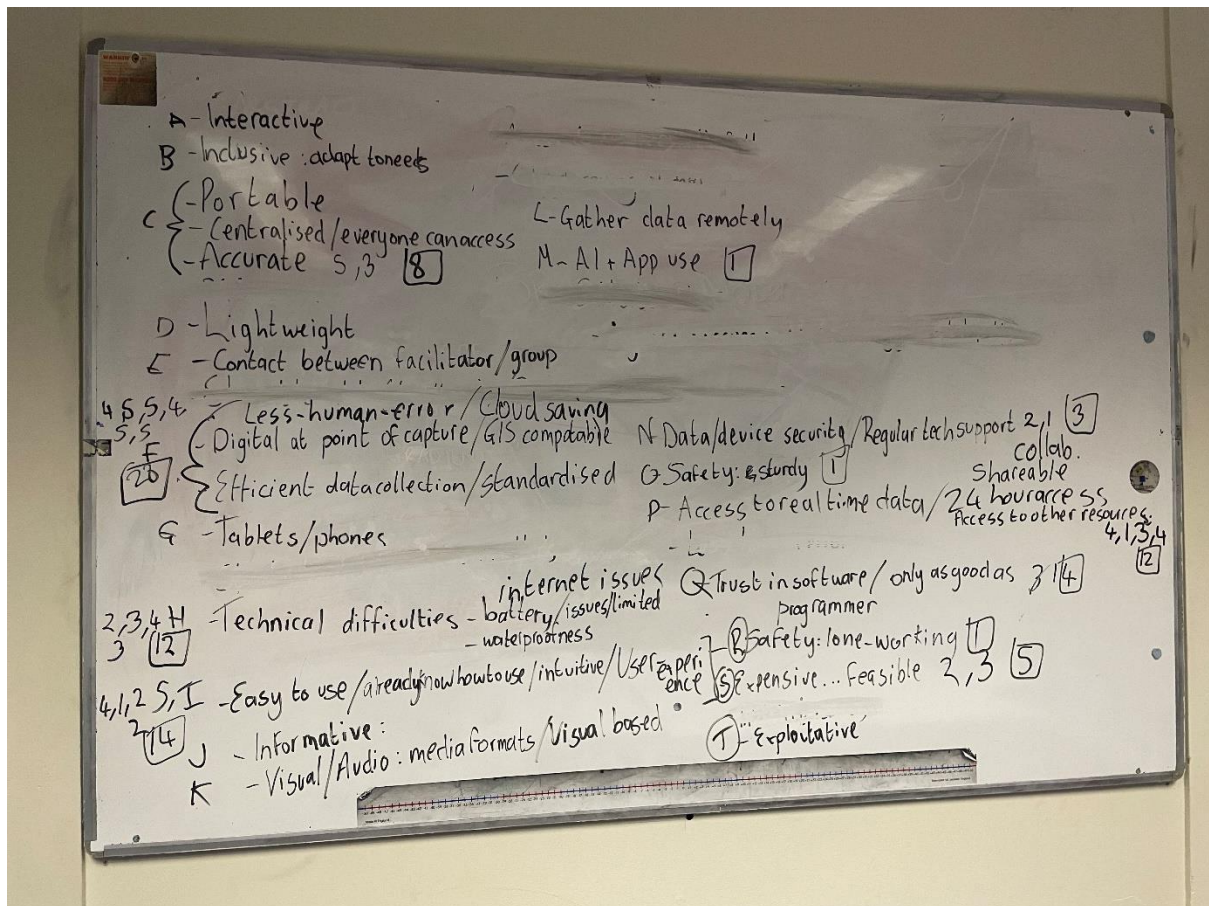 A - Interactive
B - Inclusive : adapt to needs
C
- Portable
- Centralised/everyone can access
- Accurate 5,3 8
D - Lightweight
E - Contact between facilitator/group
4 5,5,4
5,5
F
28
Less-human-error/Cloud saving
- Digital at point of capture/GIS compatable
Efficient data collection/standardised
G - Tablets/phones
2,3,4 H - Technical difficulties - battery/issues/limited
internet issues
- waterproofness
3 12
4,1,2 5, I - Easy to use/already know how to use/intuitive/User experience
2 14
J - Informative :
K - Visual/Audio : media formats/Visual based
L - Gather data remotely
M - AI + App use 1
N Data/device security/Regular tech support 2,1 3
O Safety: sturdy 1
collab.
Shareable
P - Access to real time data/24 hour access
Access to other resources.
4,1,3,4
12
Q - Trust in software/only as good as 3 1 4
programmer
R Safety: lone-working 1
S Expensive... feasible 2,3 5
T - Exploitative